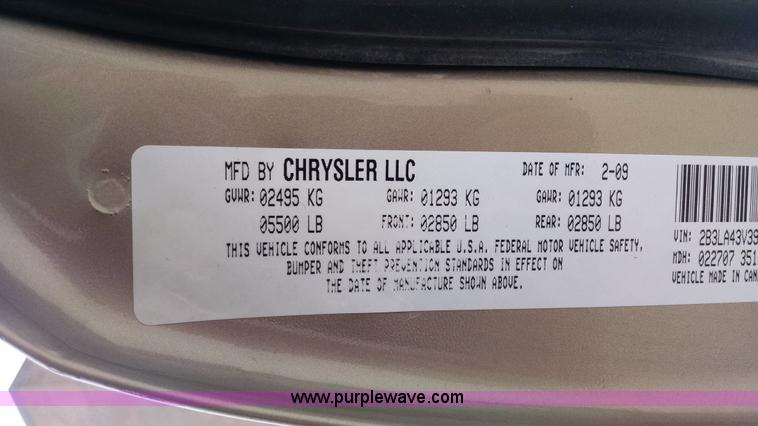 MFD BY CHRYSLER LLC DATE OF MFR: 2-09
GVWR: 02495 KG GAWR: 01293 KG GAWR: 01293 KG
05500 LB FRONT: 02850 LB REAR: 02850 LB
THIS VEHICLE CONFORMS TO ALL APPLICABLE U.S.A. FEDERAL MOTOR VEHICLE SAFETY,
BUMPER AND THEFT PREVENTION STANDARDS IN EFFECT ON
THE DATE OF MANUFACTURE SHOWN ABOVE.
VIN: 2B3LA43V39
MDH: 022707 351
VEHICLE MADE IN CAN
www.purplewave.com